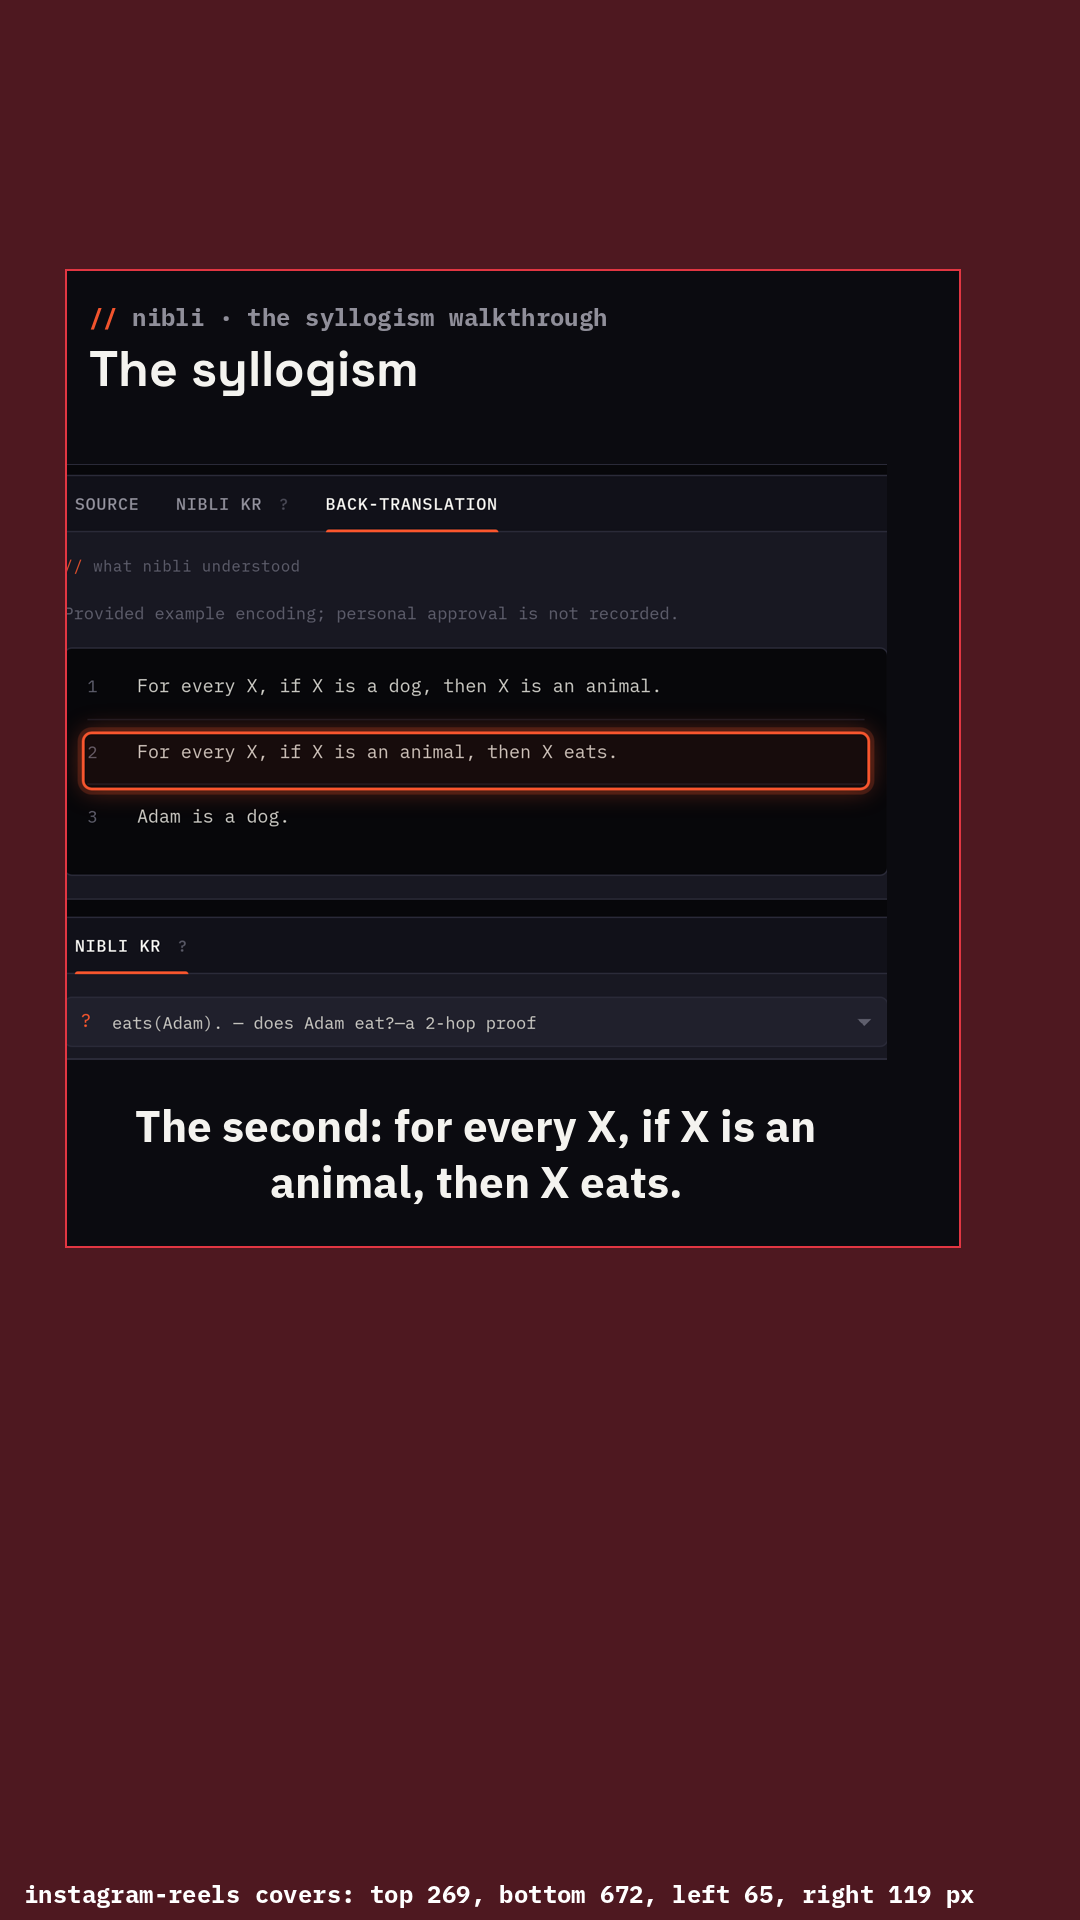 // nibli · the syllogism walkthrough
The syllogism
SOURCE NIBLI KR ? BACK-TRANSLATION
// what nibli understood
Provided example encoding; personal approval is not recorded.
1 For every X, if X is a dog, then X is an animal.
2 For every X, if X is an animal, then X eats.
3 Adam is a dog.
NIBLI KR ?
? eats(Adam). — does Adam eat?—a 2-hop proof
The second: for every X, if X is an
animal, then X eats.
instagram-reels covers: top 269, bottom 672, left 65, right 119 px